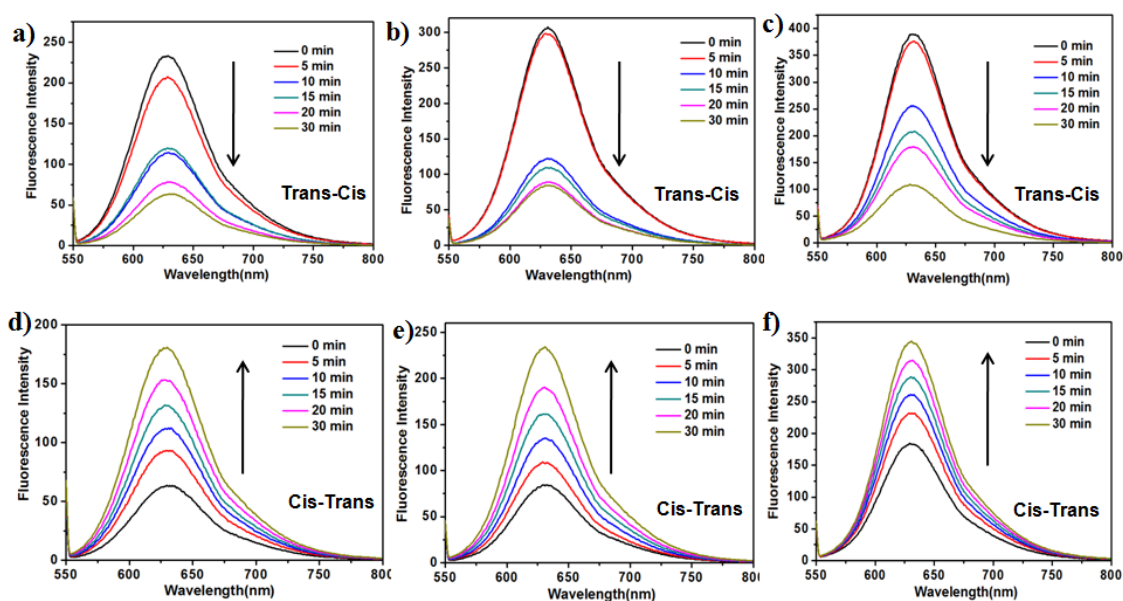 a)
Fluorescence Intensity
250
200
150
100
50
0
0 min
5 min
10 min
15 min
20 min
30 min
Trans-Cis
550 600 650 700 750 800
Wavelength(nm)
b)
Fluorescence Intensity
300
250
200
150
100
50
0
0 min
5 min
10 min
15 min
20 min
30 min
Trans-Cis
550 600 650 700 750 800
Wavelength(nm)
c)
Fluorescence Intensity
400
350
300
250
200
150
100
50
0
0 min
5 min
10 min
15 min
20 min
30 min
Trans-Cis
550 600 650 700 750 800
Wavelength(nm)
d)
Fluorescence Intensity
200
150
100
50
0
0 min
5 min
10 min
15 min
20 min
30 min
Cis-Trans
550 600 650 700 750 800
Wavelength(nm)
e)
Fluorescence Intensity
250
200
150
100
50
0
0 min
5 min
10 min
15 min
20 min
30 min
Cis-Trans
550 600 650 700 750 800
Wavelength(nm)
f)
Fluorescence Intensity
350
300
250
200
150
100
50
0
0 min
5 min
10 min
15 min
20 min
30 min
Cis-Trans
550 600 650 700 750 800
Wavelength(nm)